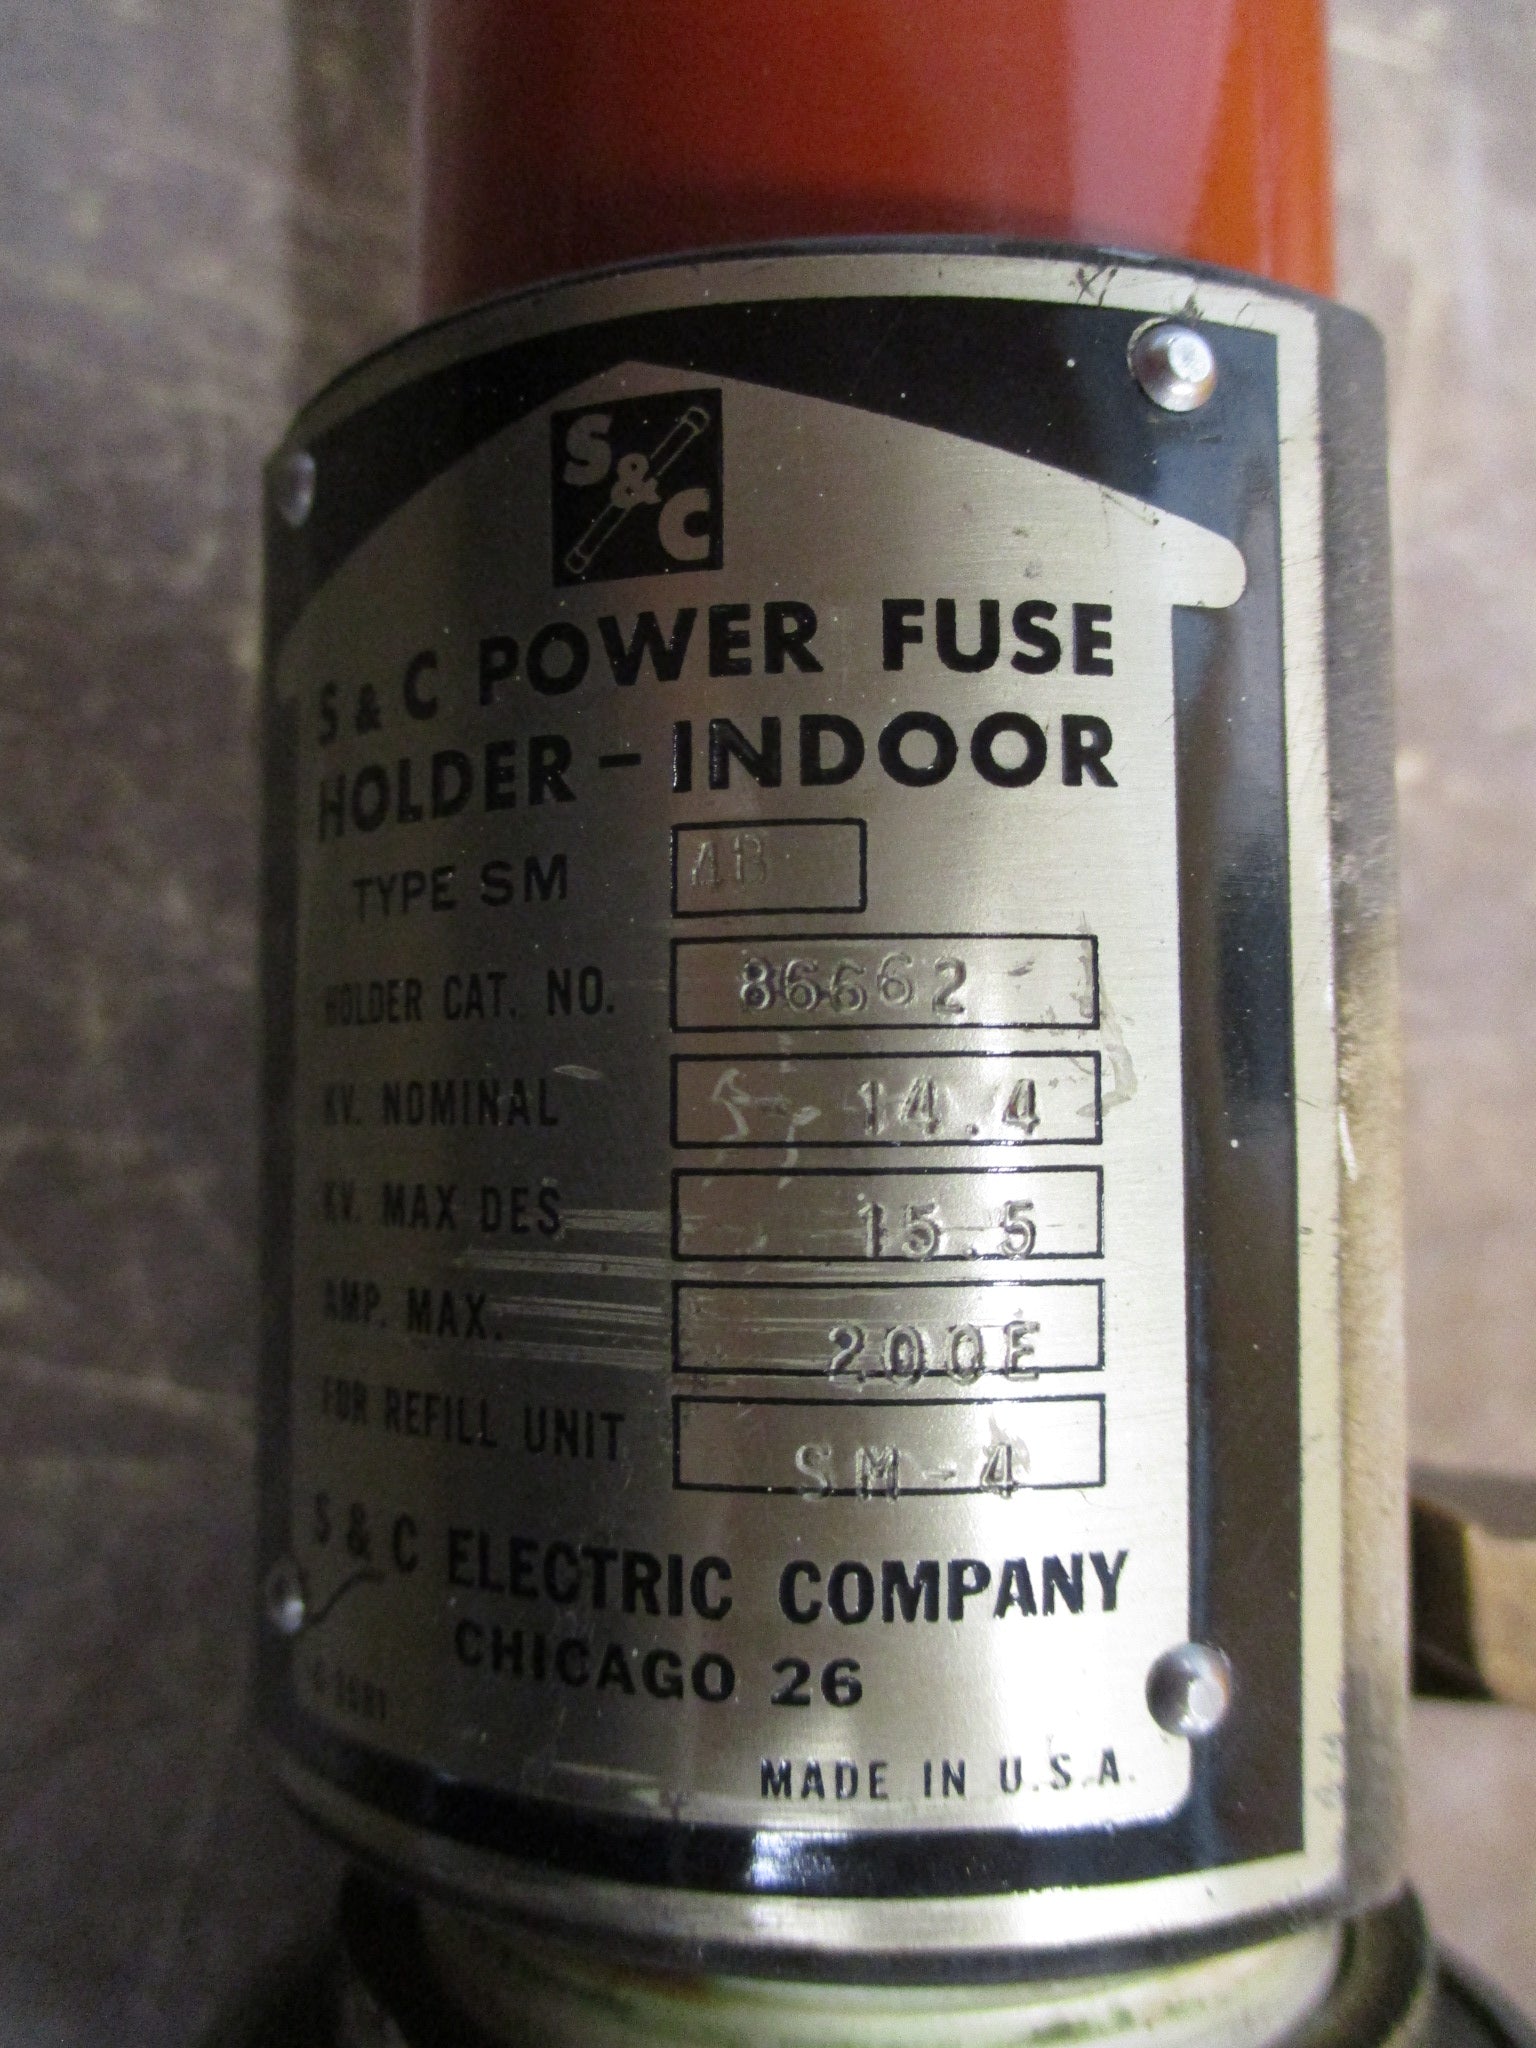 S & C
S & C POWER FUSE
HOLDER - INDOOR
TYPE SM 4B
HOLDER CAT. NO. 86662
KV. NOMINAL 14.4
KV. MAX DES 15.5
AMP. MAX. 200E
FOR REFILL UNIT SM-4
S & C ELECTRIC COMPANY
CHICAGO 26
MADE IN U.S.A.